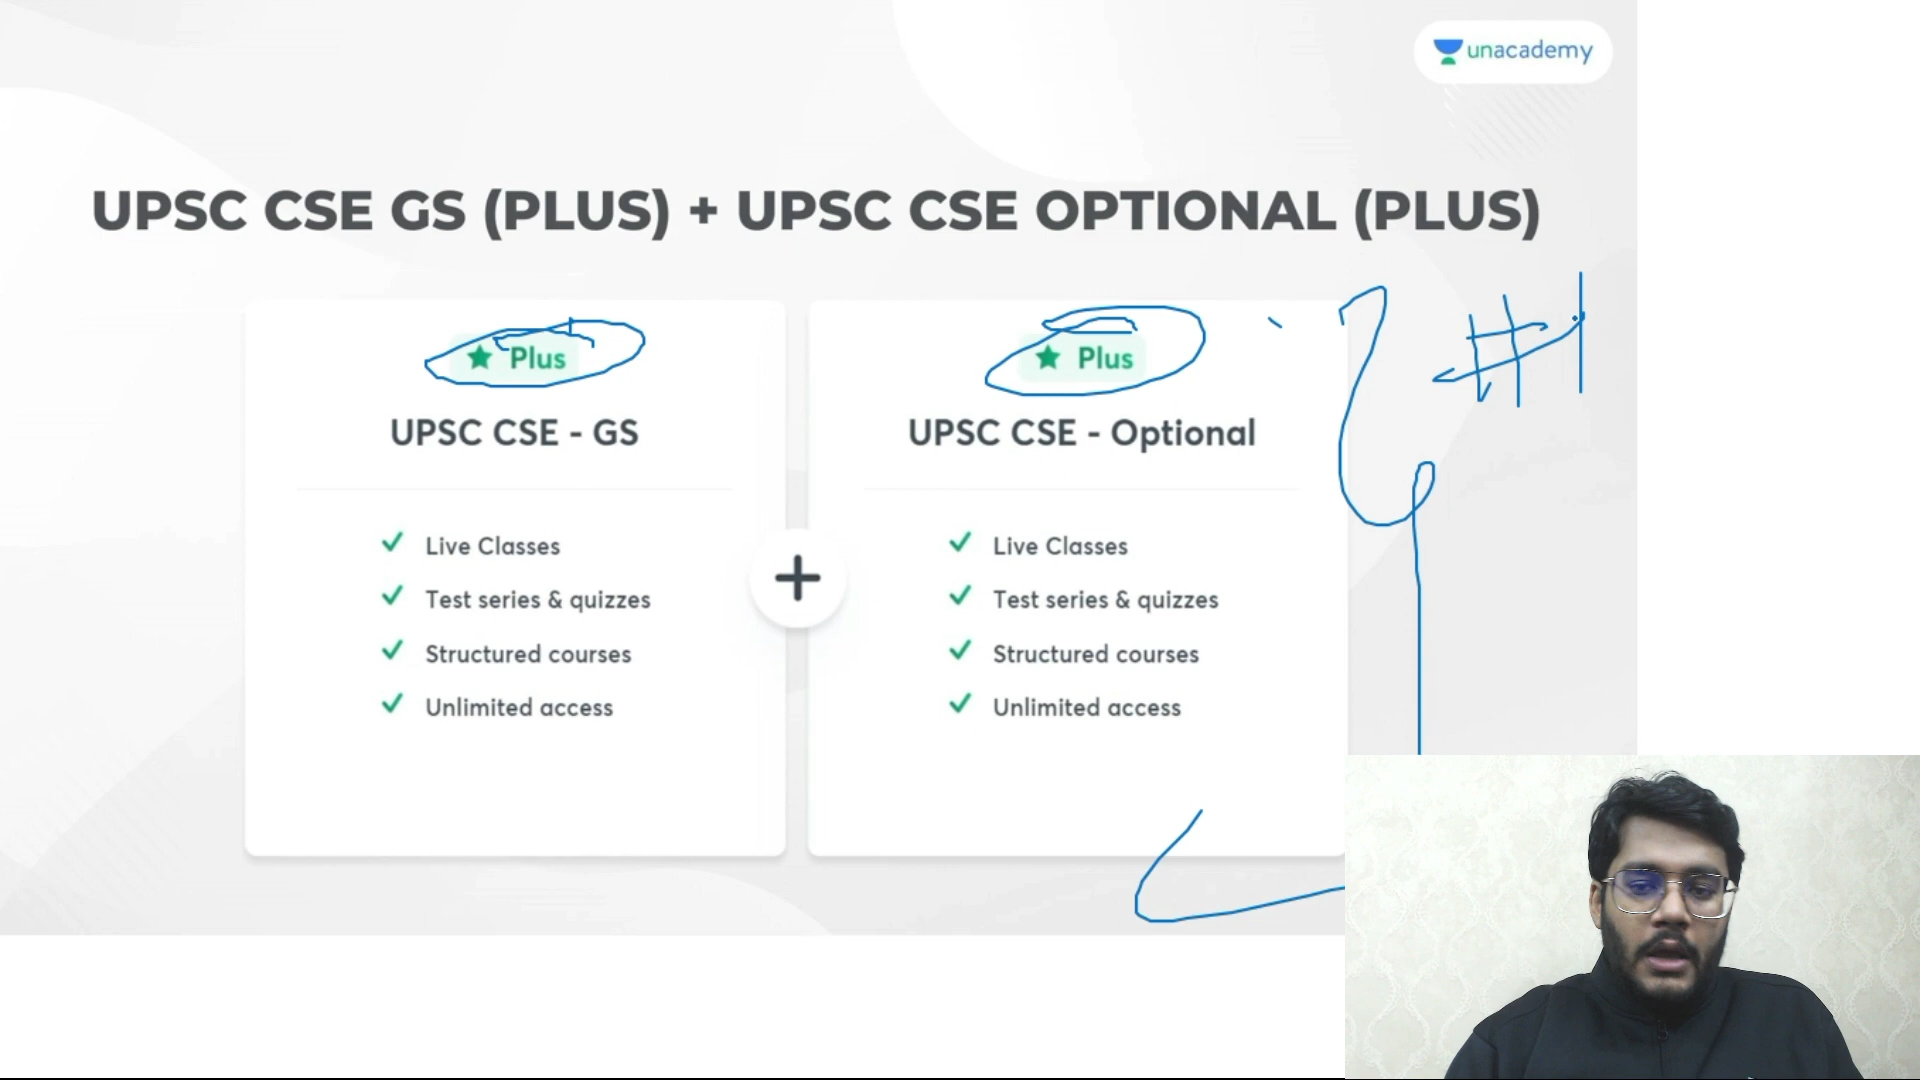 unacademy
UPSC CSE GS (PLUS) + UPSC CSE OPTIONAL (PLUS)
Plus
UPSC CSE - GS
Live Classes
Test series & quizzes
Structured courses
Unlimited access
+
Plus
UPSC CSE - Optional
Live Classes
Test series & quizzes
Structured courses
Unlimited access